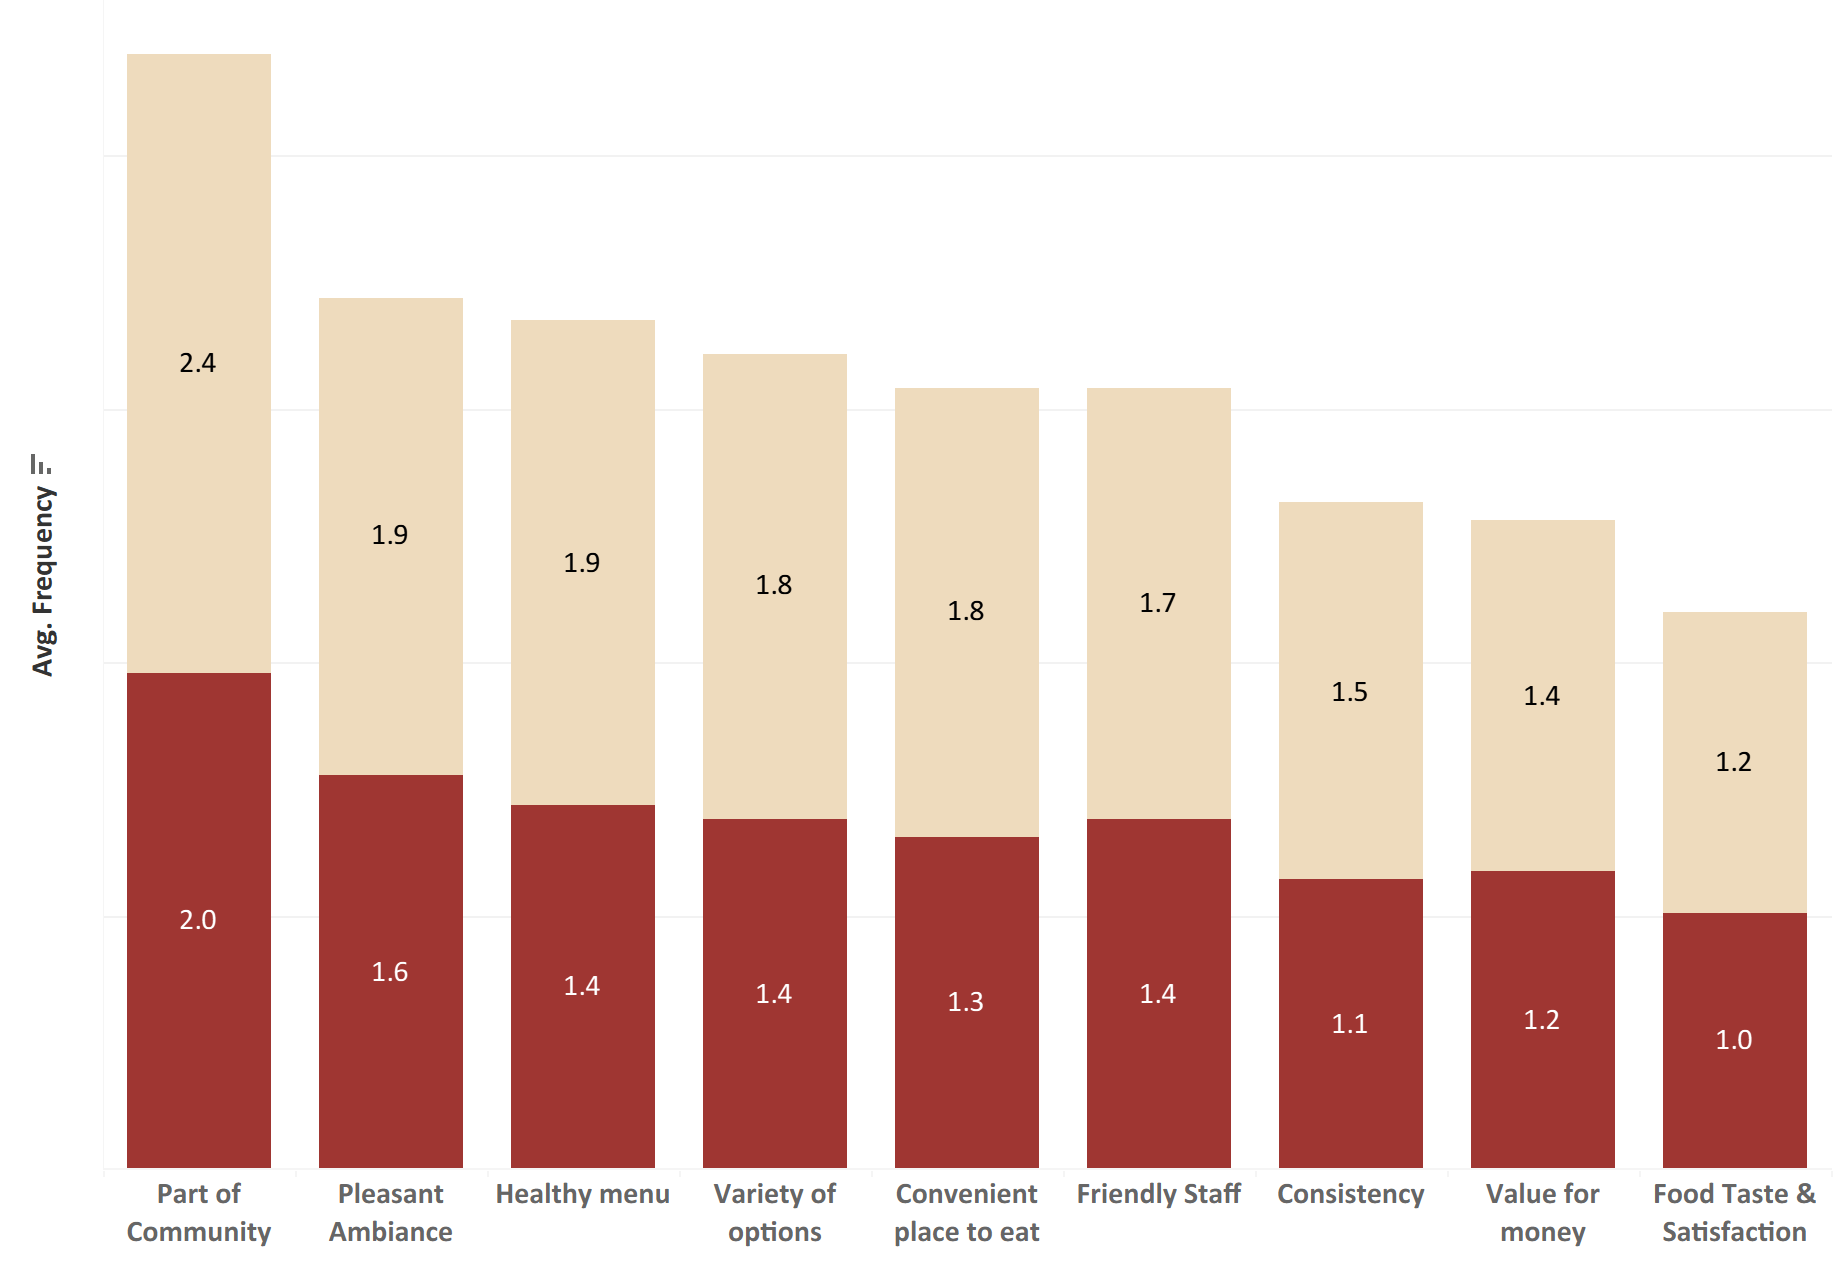 Avg. Frequency
2.4
1.9
1.9
1.8
1.8
1.7
1.5
1.4
1.2
2.0
1.6
1.4
1.4
1.3
1.4
1.1
1.2
1.0
Part of
Community
Pleasant
Ambiance
Healthy menu
Variety of
options
Convenient
place to eat
Friendly Staff
Consistency
Value for
money
Food Taste &
Satisfaction